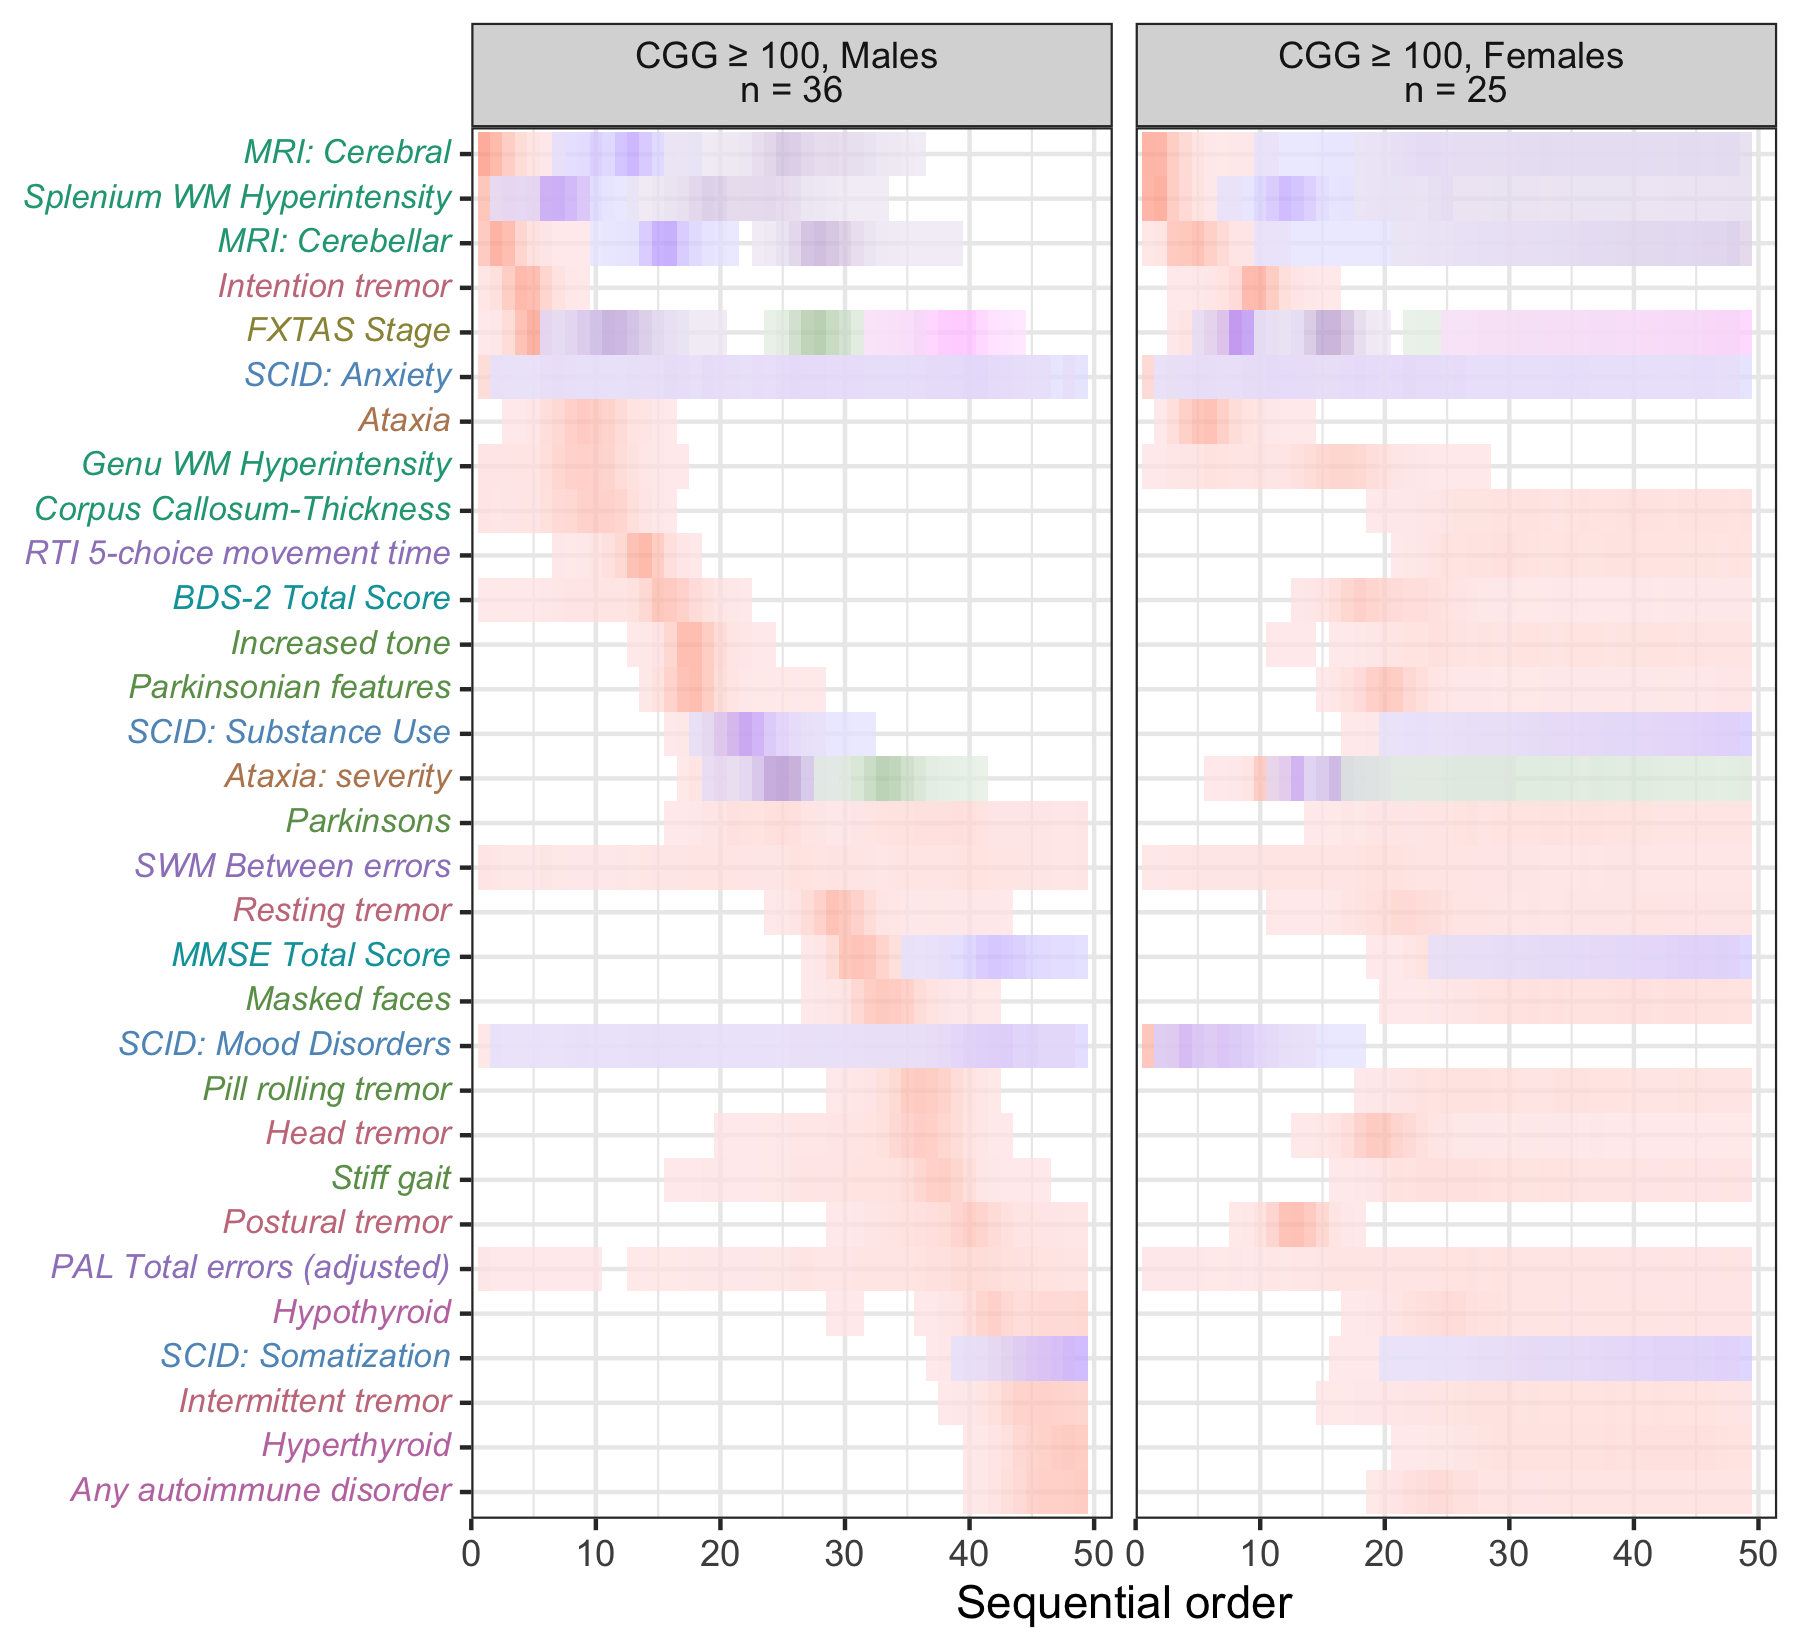 CGG ≥ 100, Males
n = 36
CGG ≥ 100, Females
n = 25
MRI: Cerebral
Splenium WM Hyperintensity
MRI: Cerebellar
Intention tremor
FXTAS Stage
SCID: Anxiety
Ataxia
Genu WM Hyperintensity
Corpus Callosum-Thickness
RTI 5-choice movement time
BDS-2 Total Score
Increased tone
Parkinsonian features
SCID: Substance Use
Ataxia: severity
Parkinsons
SWM Between errors
Resting tremor
MMSE Total Score
Masked faces
SCID: Mood Disorders
Pill rolling tremor
Head tremor
Stiff gait
Postural tremor
PAL Total errors (adjusted)
Hypothyroid
SCID: Somatization
Intermittent tremor
Hyperthyroid
Any autoimmune disorder
0 10 20 30 40 50 0 10 20 30 40 50
Sequential order